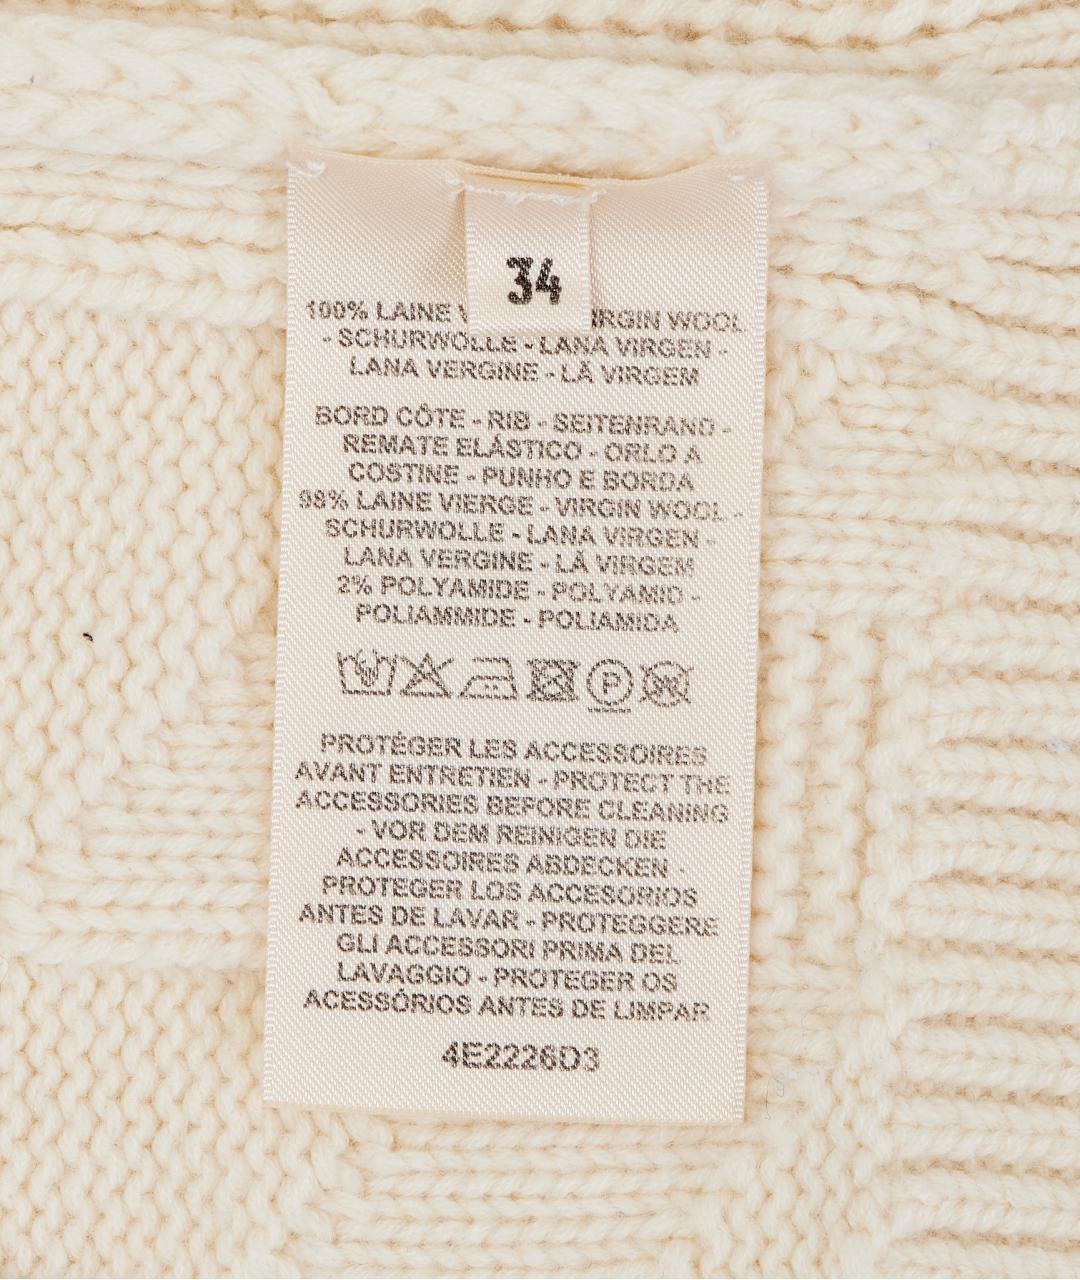 34
100% LAINE IRGIN WOOL
- SCHURWOLLE - LANA VIRGEN -
LANA VERGINE - LÃ VIRGEM
BORD CÔTE - RIB - SEITENRAND -
REMATE ELÁSTICO - ORLO A
COSTINE - PUNHO E BORDA
98% LAINE VIERGE - VIRGIN WOOL -
SCHURWOLLE - LANA VIRGEN -
LANA VERGINE - LÃ VIRGEM
2% POLYAMIDE - POLYAMID -
POLIAMMIDE - POLIAMIDA
P
PROTÉGER LES ACCESSOIRES
AVANT ENTRETIEN - PROTECT THE
ACCESSORIES BEFORE CLEANING
- VOR DEM REINIGEN DIE
ACCESSOIRES ABDECKEN -
PROTEGER LOS ACCESORIOS
ANTES DE LAVAR - PROTEGGERE
GLI ACCESSORI PRIMA DEL
LAVAGGIO - PROTEGER OS
ACESSÓRIOS ANTES DE LIMPAR
4E2226D3